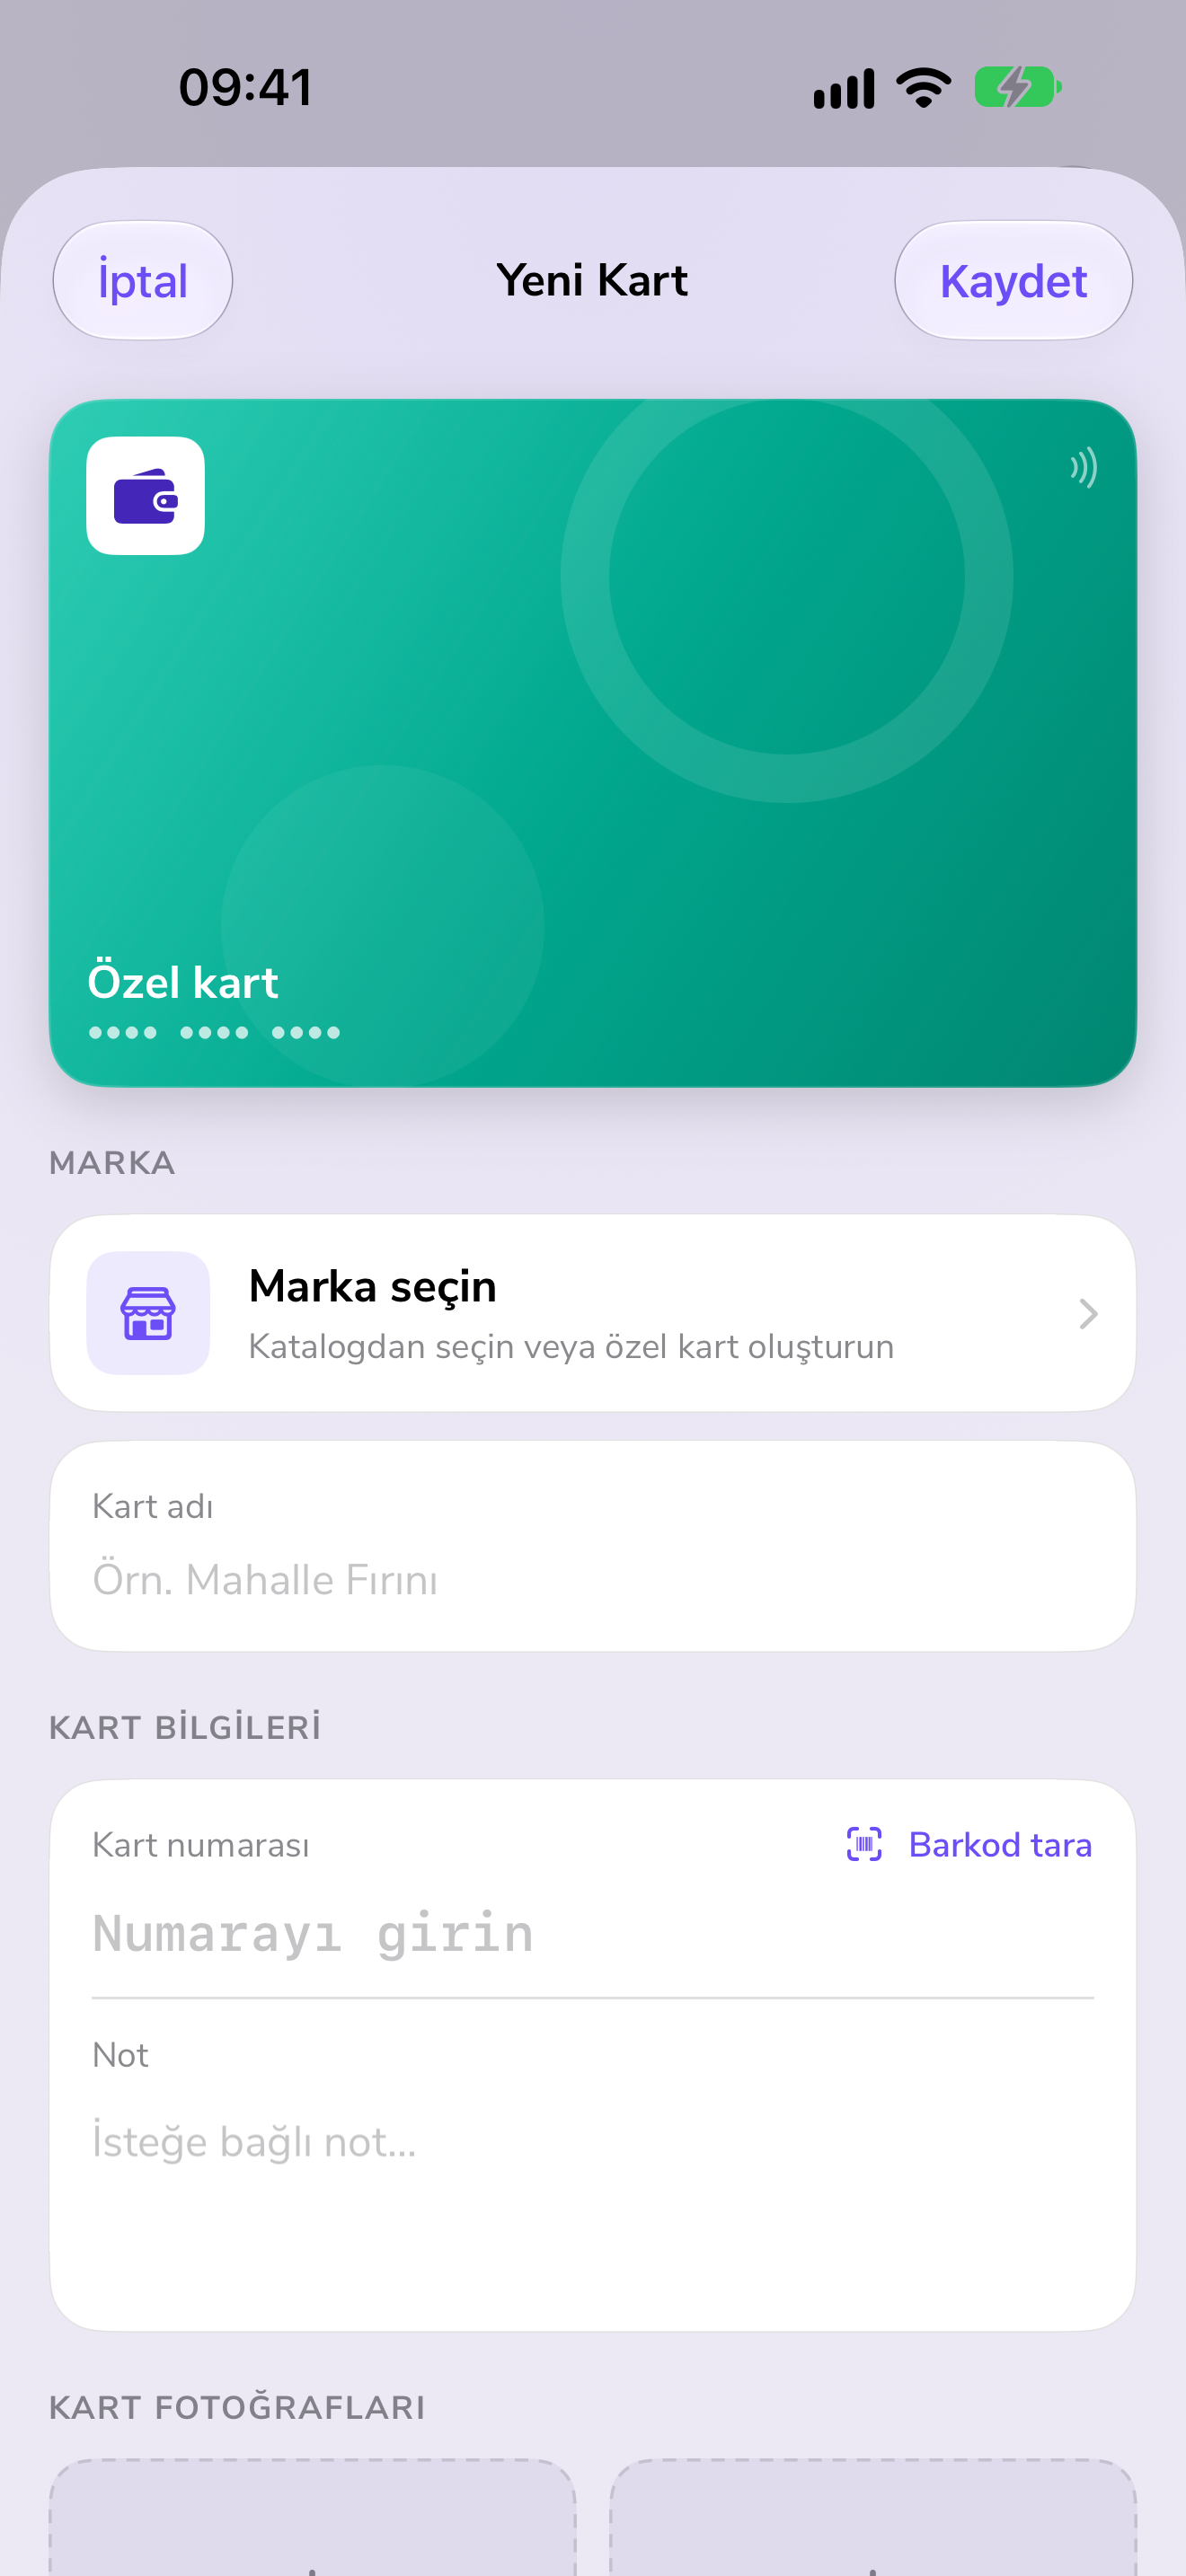 09:41
İptal
Yeni Kart
Kaydet
Özel kart
•••• •••• ••••
MARKA
Marka seçin
Katalogdan seçin veya özel kart oluşturun
Kart adı
Örn. Mahalle Fırını
KART BİLGİLERİ
Kart numarası
Barkod tara
Numarayı girin
Not
İsteğe bağlı not...
KART FOTOĞRAFLARI